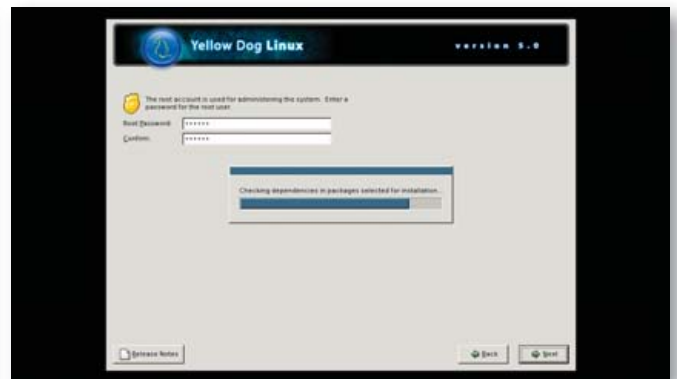 Yellow Dog Linux
version 5.0
The root account is used for administering the system. Enter a
password for the root user.
Root Password:
******
Confirm:
******
Checking dependencies in packages selected for installation...
Release Notes
Back
Next